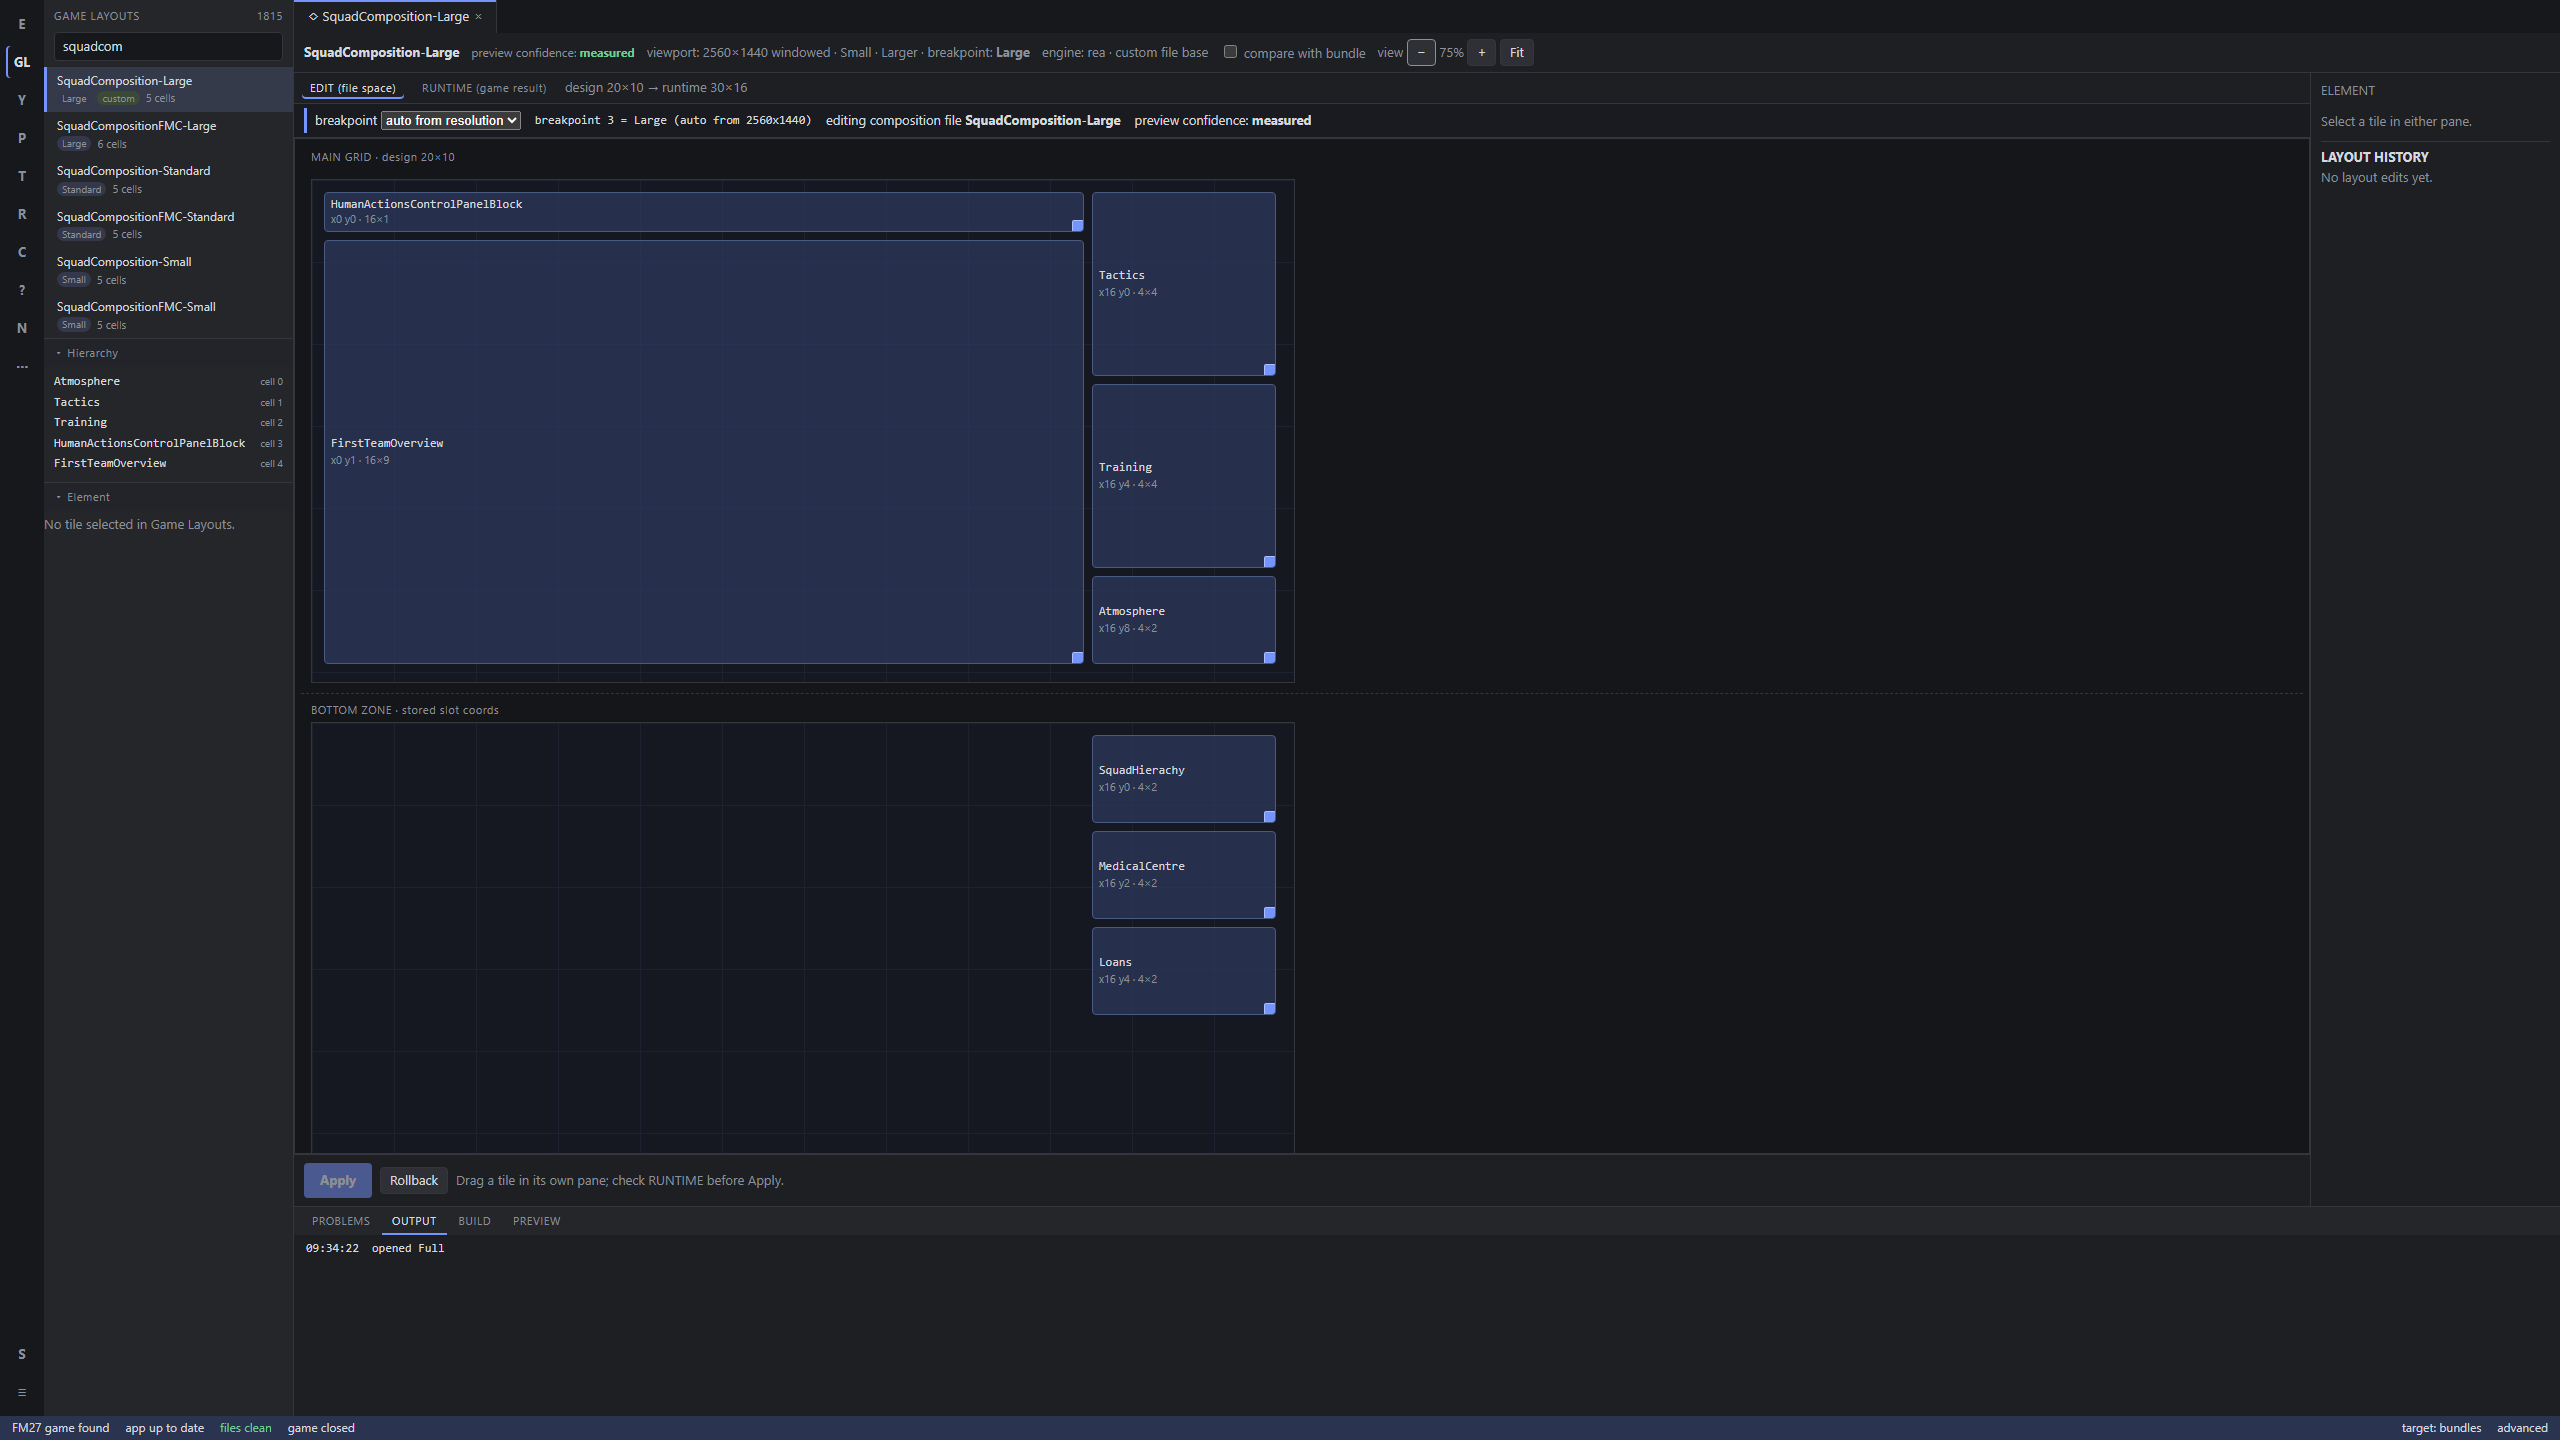 E
GL
Y
P
T
R
C
?
N
...
S
☰
GAME LAYOUTS 1815
squadcom
SquadComposition-Large
Large custom 5 cells
SquadCompositionFMC-Large
Large 6 cells
SquadComposition-Standard
Standard 5 cells
SquadCompositionFMC-Standard
Standard 5 cells
SquadComposition-Small
Small 5 cells
SquadCompositionFMC-Small
Small 5 cells
Hierarchy
Atmosphere cell 0
Tactics cell 1
Training cell 2
HumanActionsControlPanelBlock cell 3
FirstTeamOverview cell 4
Element
No tile selected in Game Layouts.
◇ SquadComposition-Large ×
SquadComposition-Large preview confidence: measured viewport: 2560×1440 windowed · Small · Larger · breakpoint: Large engine: rea · custom file base compare with bundle view − 75% + Fit
EDIT (file space) RUNTIME (game result) design 20×10 → runtime 30×16
breakpoint auto from resolution breakpoint 3 = Large (auto from 2560x1440) editing composition file SquadComposition-Large preview confidence: measured
MAIN GRID · design 20×10
HumanActionsControlPanelBlock
x0 y0 · 16×1
FirstTeamOverview
x0 y1 · 16×9
Tactics
x16 y0 · 4×4
Training
x16 y4 · 4×4
Atmosphere
x16 y8 · 4×2
BOTTOM ZONE · stored slot coords
SquadHierachy
x16 y0 · 4×2
MedicalCentre
x16 y2 · 4×2
Loans
x16 y4 · 4×2
Apply Rollback Drag a tile in its own pane; check RUNTIME before Apply.
PROBLEMS OUTPUT BUILD PREVIEW
09:34:22 opened Full
ELEMENT
Select a tile in either pane.
LAYOUT HISTORY
No layout edits yet.
FM27 game found app up to date files clean game closed target: bundles advanced